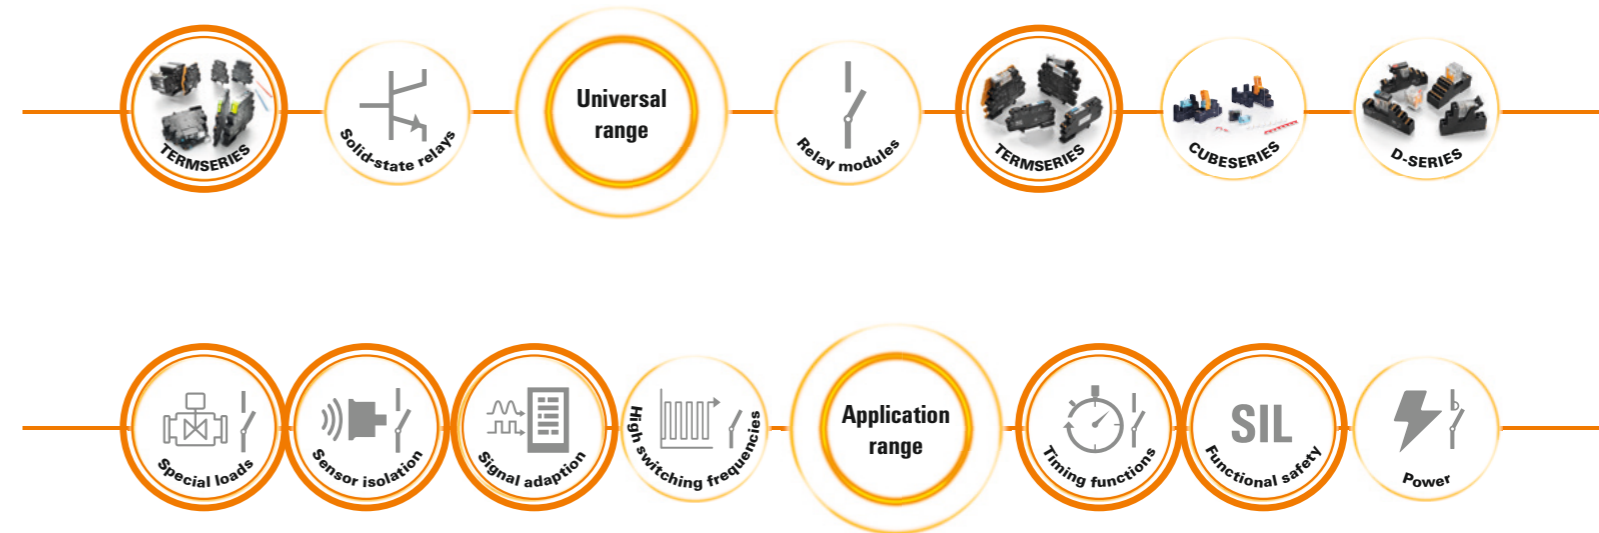 TERMSERIES
Solid-state relays
Universal
range
Relay modules
TERMSERIES
CUBESERIES
D-SERIES
Special loads
Sensor isolation
Signal adaption
High switching frequencies
Application
range
Timing functions
SIL
Functional safety
Power